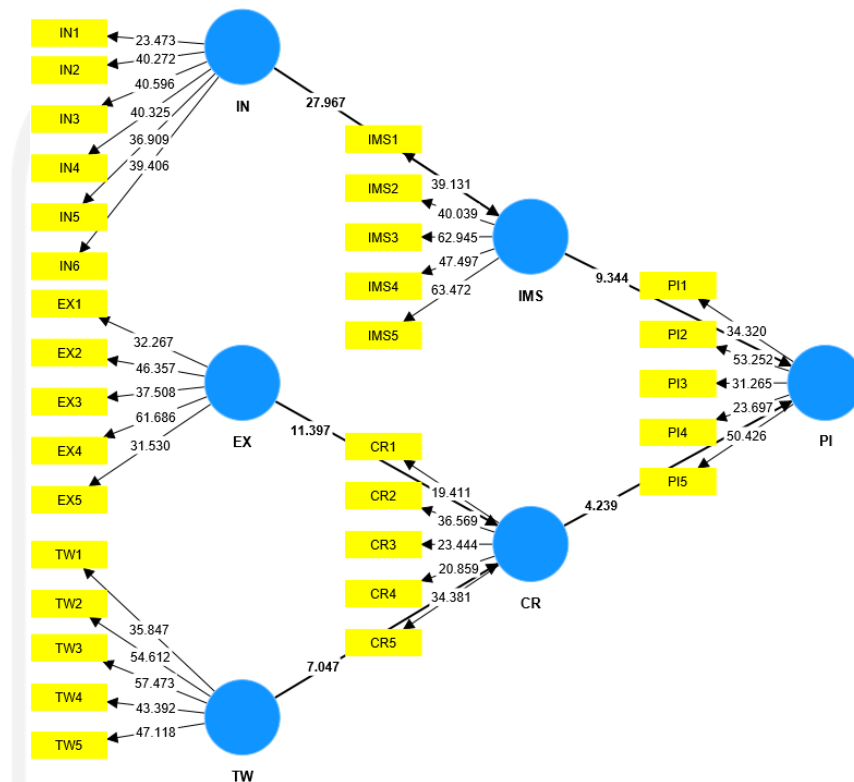 IN1
23.473
IN2
40.272
IN3
40.596
IN4
40.325
IN5
36.909
IN6
39.406
IN
27.967
EX1
32.267
EX2
46.357
EX3
37.508
EX4
61.686
EX5
31.530
EX
11.397
TW1
35.847
TW2
54.612
TW3
57.473
TW4
43.392
TW5
47.118
TW
7.047
IMS1
39.131
IMS2
40.039
IMS3
62.945
IMS4
47.497
IMS5
63.472
IMS
9.344
CR1
19.411
CR2
36.569
CR3
23.444
CR4
20.859
CR5
34.381
CR
4.239
PI1
34.320
PI2
53.252
PI3
31.265
PI4
23.697
PI5
50.426
PI